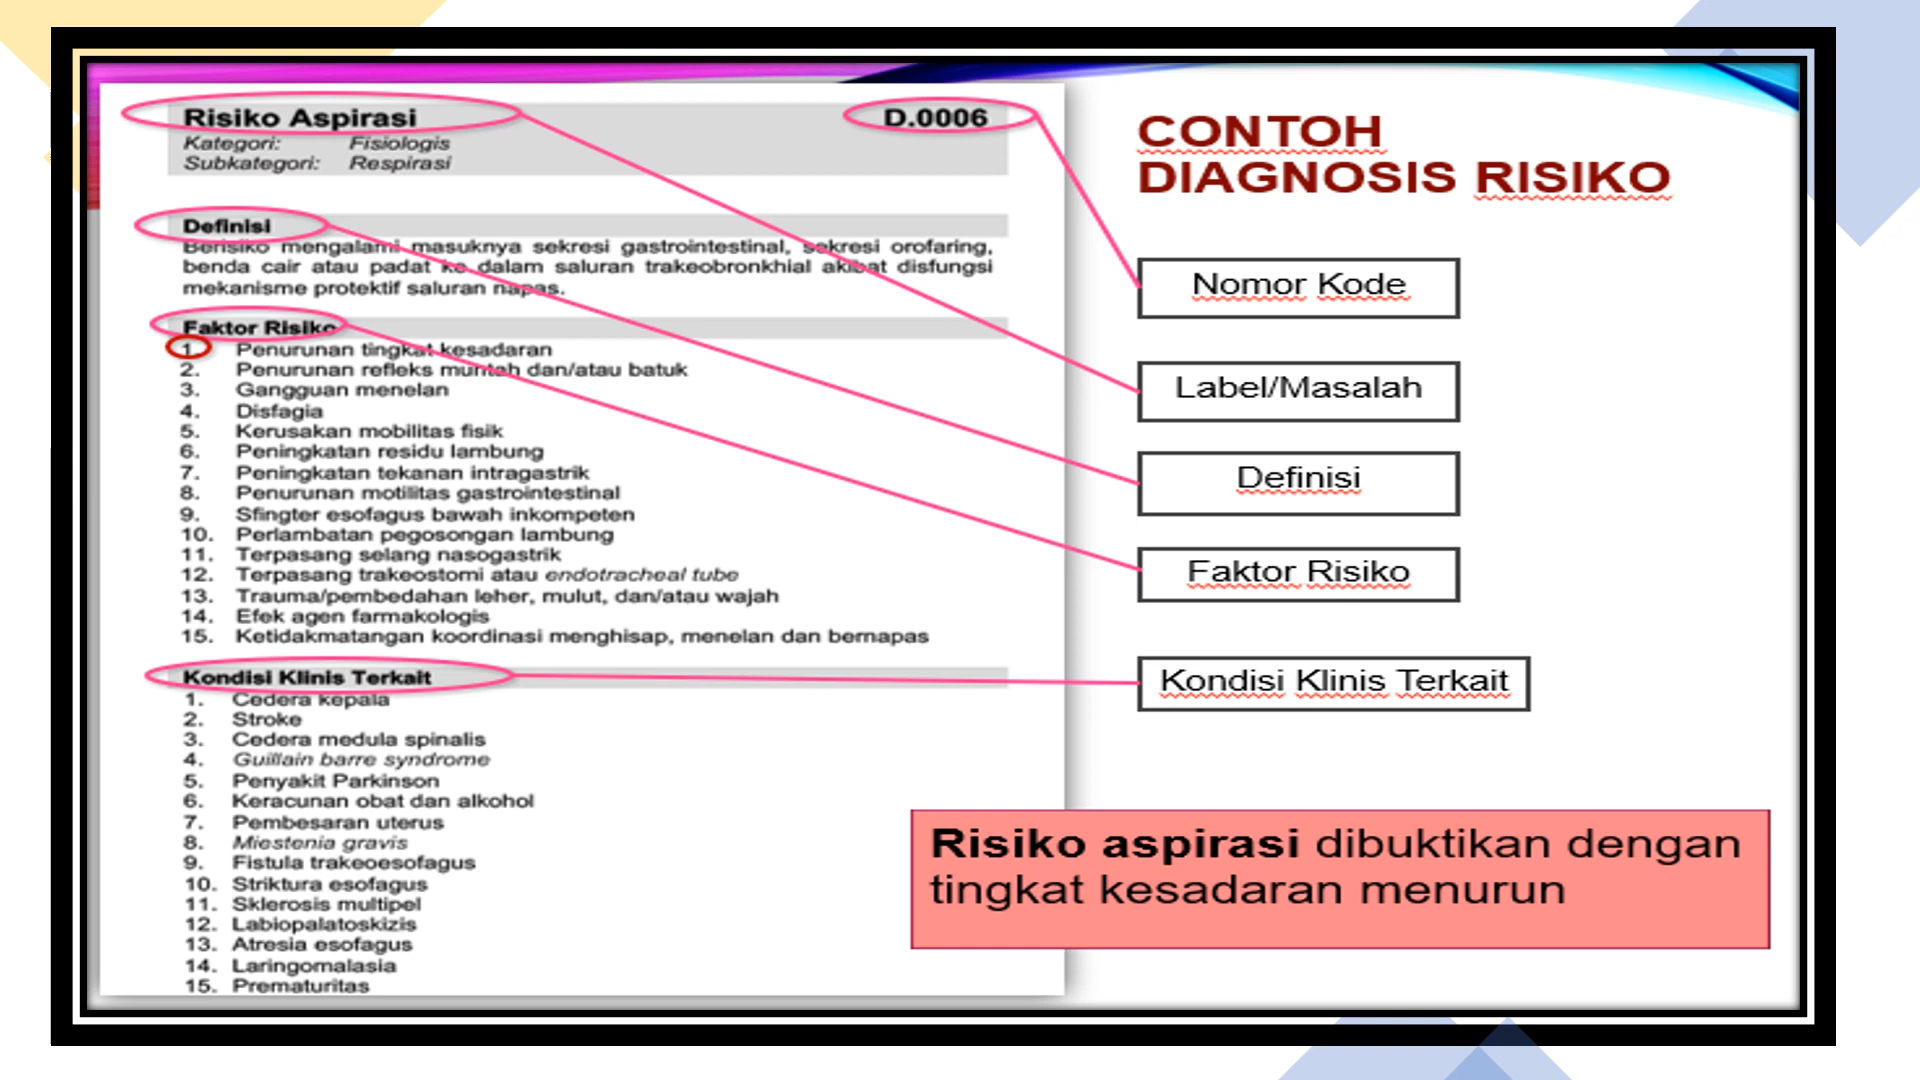 Risiko Aspirasi
D.0006
Kategori: Fisiologis
Subkategori: Respirasi
Definisi
Berisiko mengalami masuknya sekresi gastrointestinal, sekresi orofaring,
benda cair atau padat ke dalam saluran trakeobronkhial akibat disfungsi
mekanisme protektif saluran napas.
Faktor Risiko
1. Penurunan tingkat kesadaran
2. Penurunan refleks muntah dan/atau batuk
3. Gangguan menelan
4. Disfagia
5. Kerusakan mobilitas fisik
6. Peningkatan residu lambung
7. Peningkatan tekanan intragastrik
8. Penurunan motilitas gastrointestinal
9. Sfingter esofagus bawah inkompeten
10. Perlambatan pegosongan lambung
11. Terpasang selang nasogastrik
12. Terpasang trakeostomi atau endotracheal tube
13. Trauma/pembedahan leher, mulut, dan/atau wajah
14. Efek agen farmakologis
15. Ketidakmatangan koordinasi menghisap, menelan dan bernapas
Kondisi Klinis Terkait
1. Cedera kepala
2. Stroke
3. Cedera medula spinalis
4. Guillain barre syndrome
5. Penyakit Parkinson
6. Keracunan obat dan alkohol
7. Pembesaran uterus
8. Miestenia gravis
9. Fistula trakeoesofagus
10. Striktura esofagus
11. Sklerosis multipel
12. Labiopalatoskizis
13. Atresia esofagus
14. Laringomalasia
15. Prematuritas
CONTOH
DIAGNOSIS RISIKO
Nomor Kode
Label/Masalah
Definisi
Faktor Risiko
Kondisi Klinis Terkait
Risiko aspirasi dibuktikan dengan
tingkat kesadaran menurun